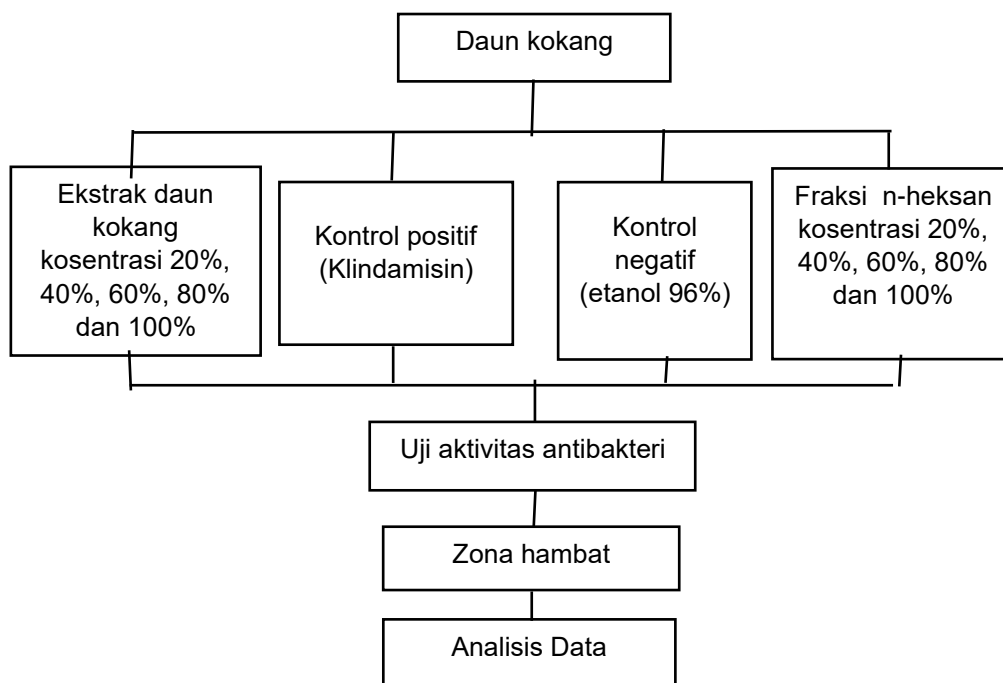 Daun kokang
Ekstrak daun
kokang
kosentrasi 20%,
40%, 60%, 80%
dan 100%
Kontrol positif
(Klindamisin)
Kontrol
negatif
(etanol 96%)
Fraksi n-heksan
kosentrasi 20%,
40%, 60%, 80%
dan 100%
Uji aktivitas antibakteri
Zona hambat
Analisis Data